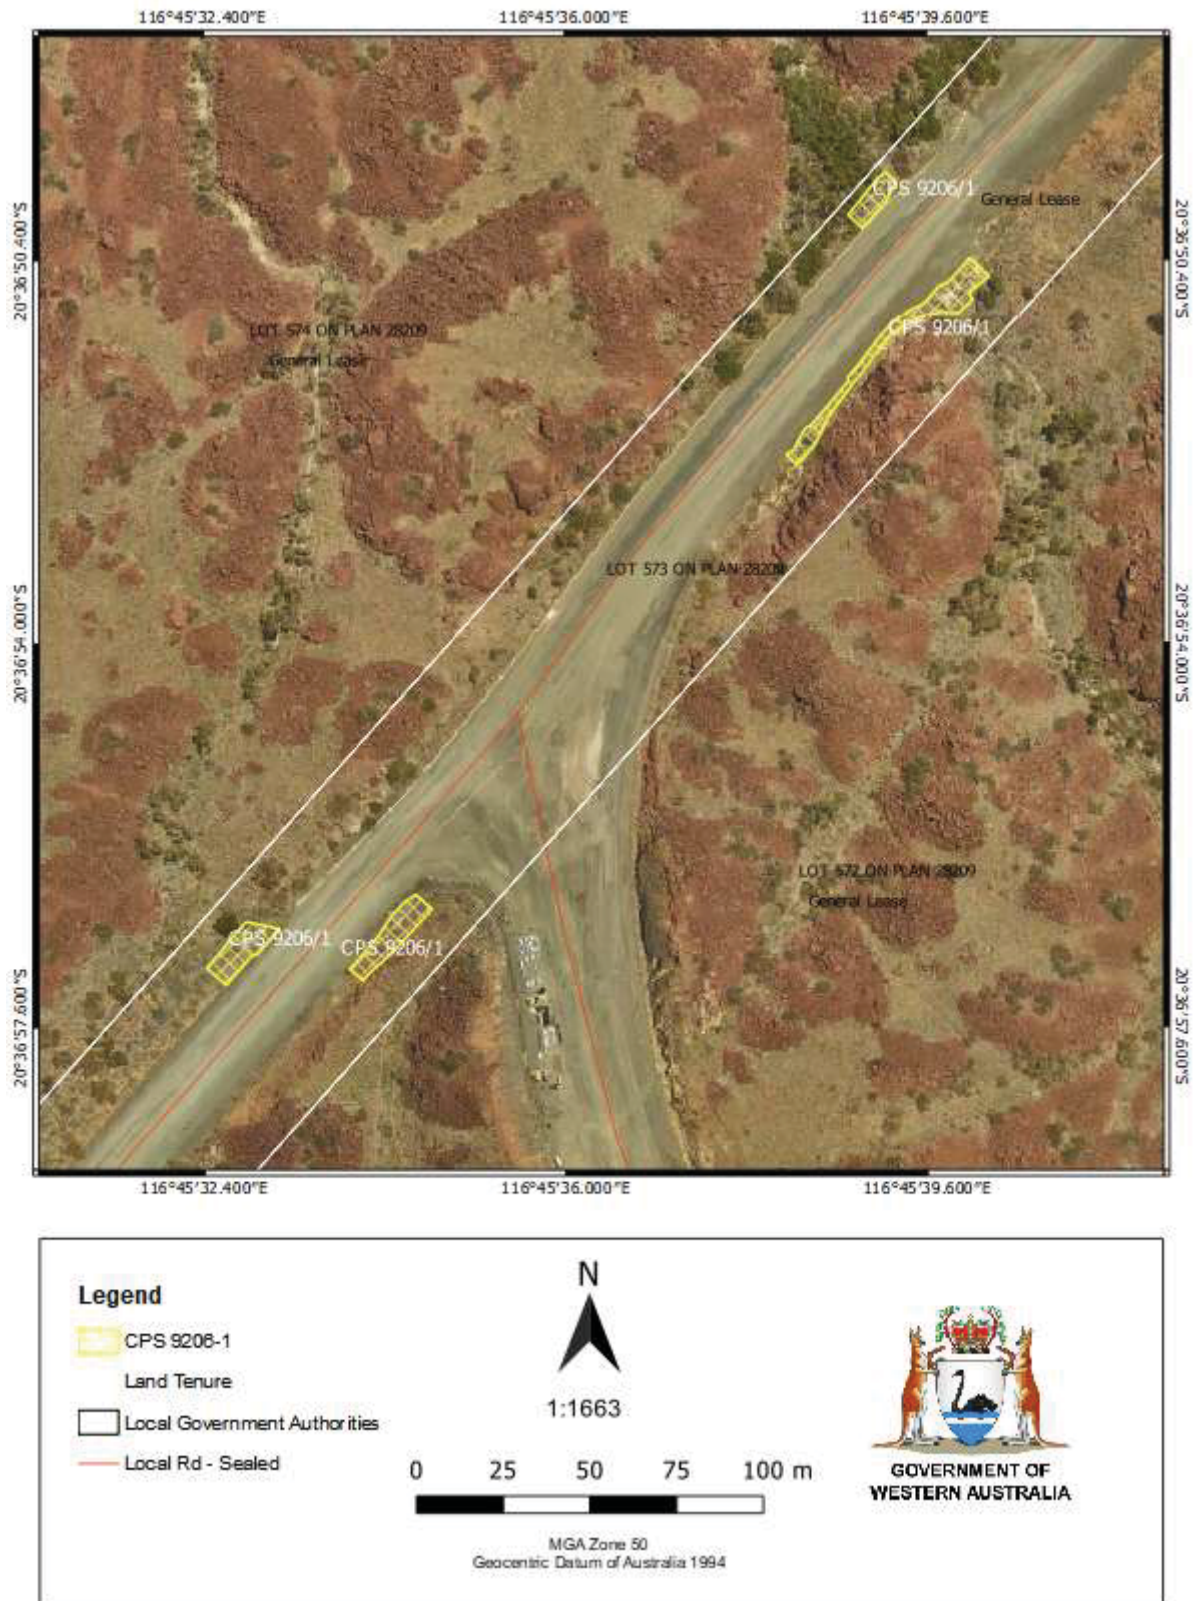 116°45'32.400"E 116°45'36.000"E 116°45'39.600"E
20°36'50.400"S
20°36'50.400"S
CPS 9206/1
General Lease
CPS 9206/1
LOT 574 ON PLAN 28209
General Lease
LOT 573 ON PLAN 28209
20°36'54.000"S
20°36'54.000"S
LOT 572 ON PLAN 28209
General Lease
CPS 9206/1
CPS 9206/1
20°36'57.600"S
20°36'57.600"S
116°45'32.400"E 116°45'36.000"E 116°45'39.600"E
Legend
CPS 9206-1
Land Tenure
Local Government Authorities
Local Rd - Sealed
N
1:1663
0 25 50 75 100 m
MGA Zone 50
Geocentric Datum of Australia 1994
GOVERNMENT OF
WESTERN AUSTRALIA